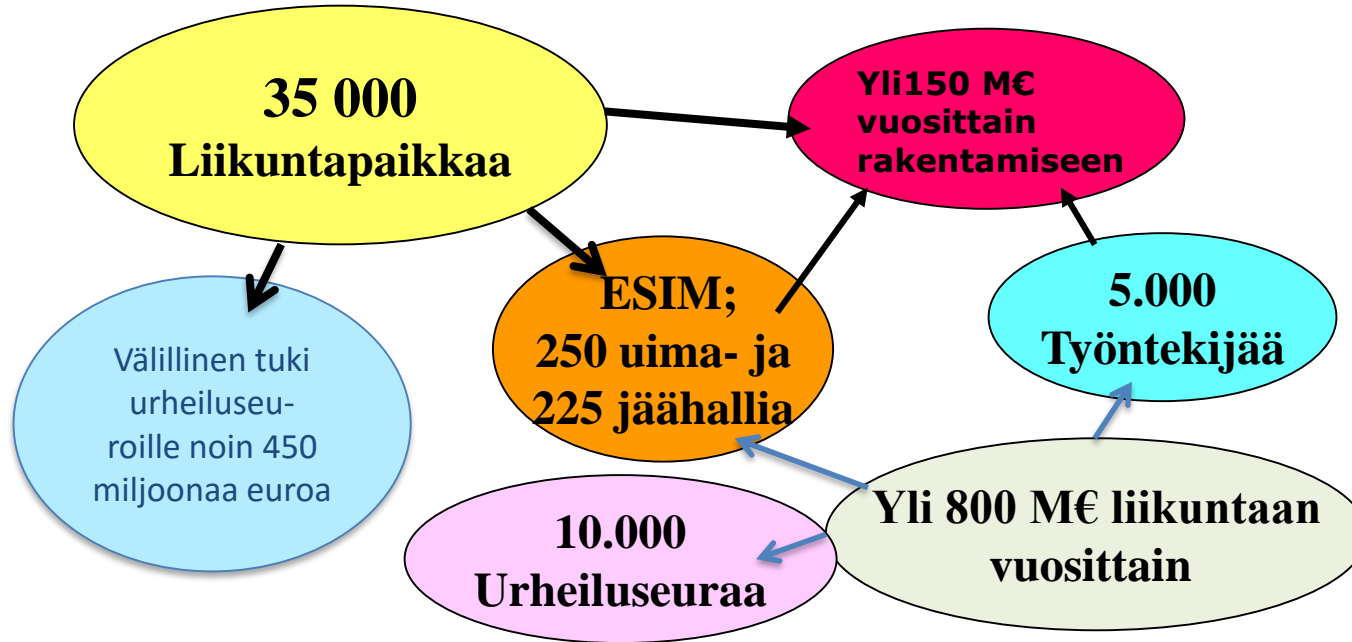 35 000
Liikuntapaikkaa
Yli150 M€
vuosittain
rakentamiseen
ESIM;
250 uima- ja
225 jäähallia
5.000
Työntekijää
Välillinen tuki
urheiluseu-
roille noin 450
miljoonaa euroa
10.000
Urheiluseuraa
Yli 800 M€ liikuntaan
vuosittain